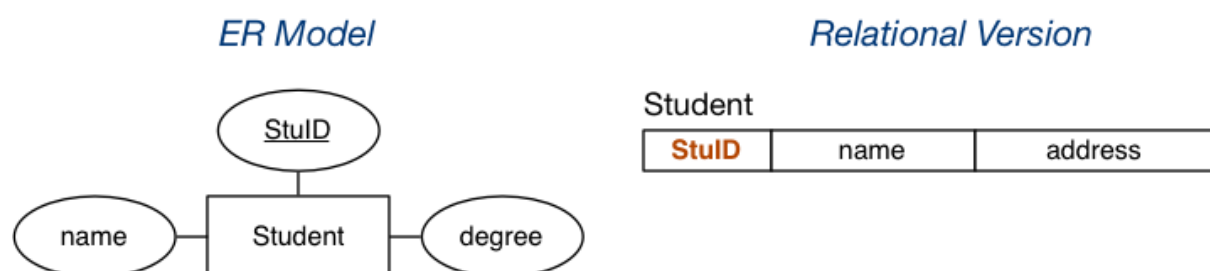 ER Model
Relational Version
Student
StuID
StuID name address
name Student degree